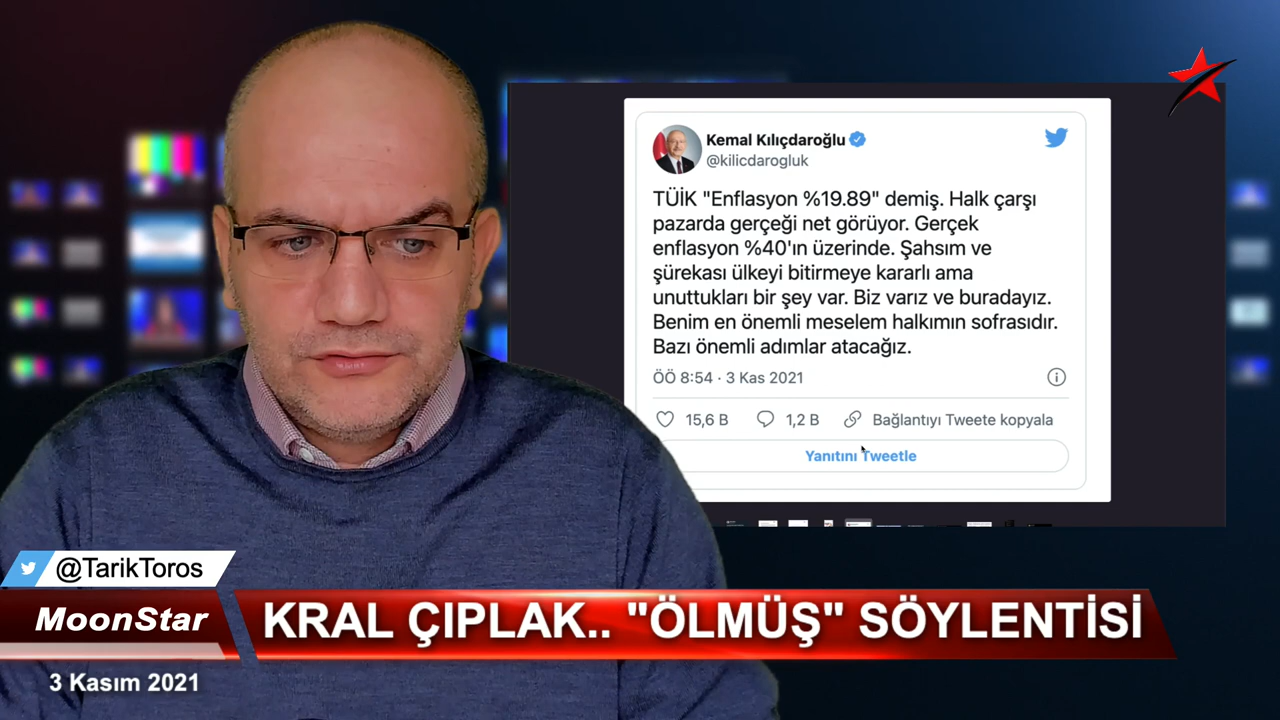 Kemal Kılıçdaroğlu
@kilicdarogluk
TÜİK "Enflasyon %19.89" demiş. Halk çarşı
pazarda gerçeği net görüyor. Gerçek
enflasyon %40'ın üzerinde. Şahsım ve
şürekası ülkeyi bitirmeye kararlı ama
unuttukları bir şey var. Biz varız ve buradayız.
Benim en önemli meselem halkımın sofrasıdır.
Bazı önemli adımlar atacağız.
ÖÖ 8:54 · 3 Kas 2021
15,6 B 1,2 B Bağlantıyı Tweete kopyala
Yanıtını Tweetle
@TarikToros
MoonStar
KRAL ÇIPLAK.. "ÖLMÜŞ" SÖYLENTİSİ
3 Kasım 2021